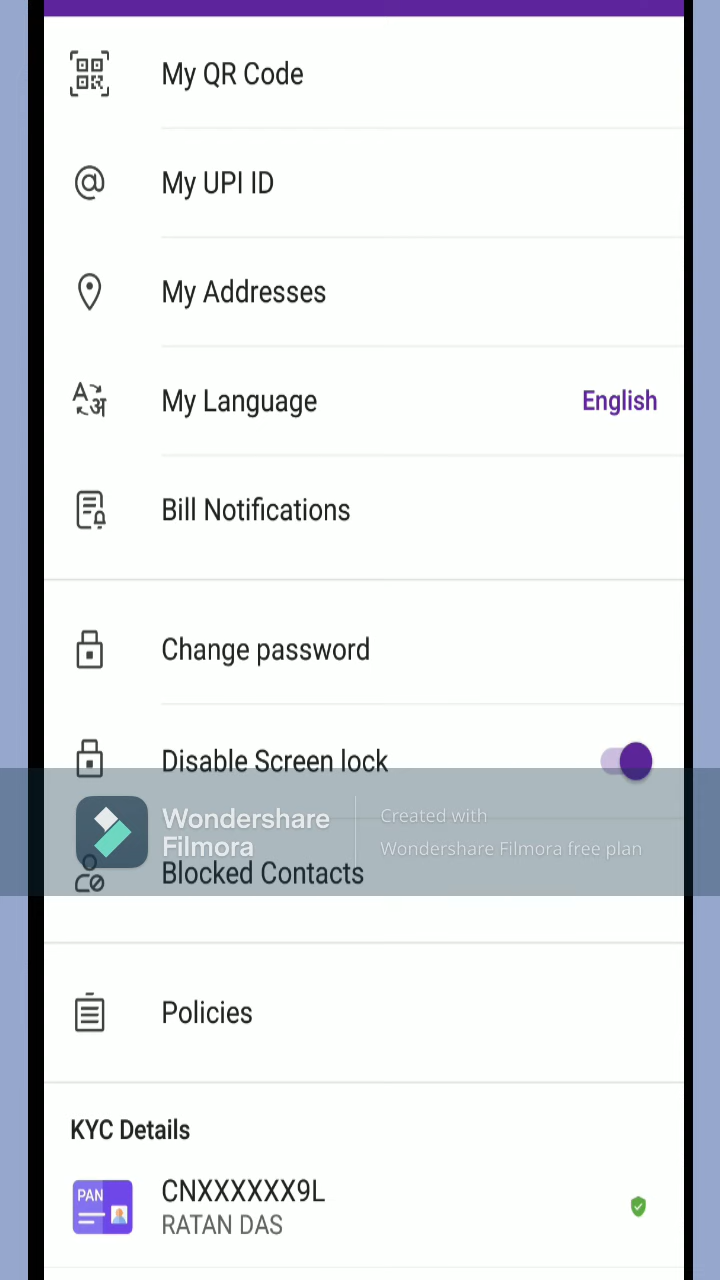 My QR Code
My UPI ID
My Addresses
My Language English
Bill Notifications
Change password
Disable Screen lock
Wondershare
Filmora
Created with
Wondershare Filmora free plan
Blocked Contacts
Policies
KYC Details
PAN
CNXXXXXX9L
RATAN DAS